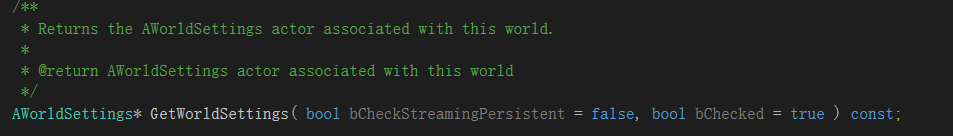 /**
* Returns the AWorldSettings actor associated with this world.
*
* @return AWorldSettings actor associated with this world
*/
AWorldSettings* GetWorldSettings( bool bCheckStreamingPersistent = false, bool bChecked = true ) const;